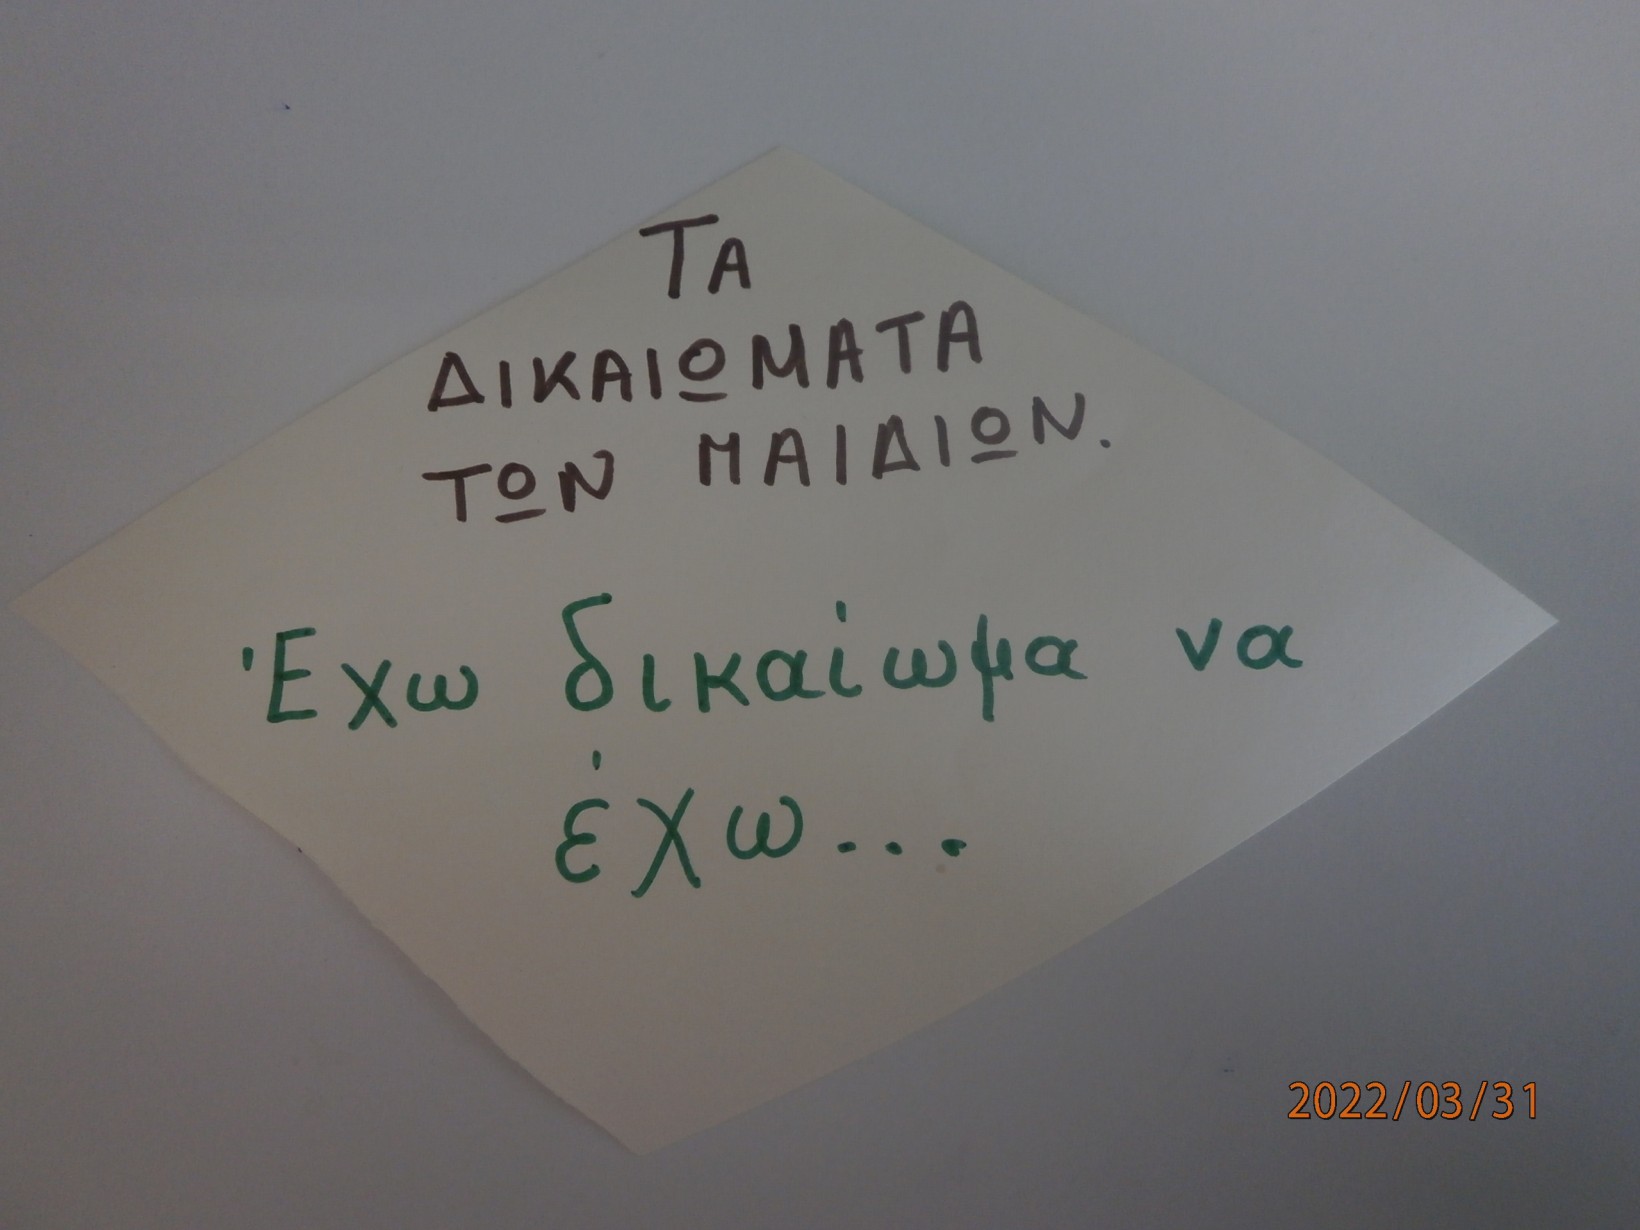 ΤΑ
ΔΙΚΑΙΩΜΑΤΑ
ΤΩΝ ΠΑΙΔΙΩΝ.
Έχω δικαίωμα να
έχω...
2022/03/31